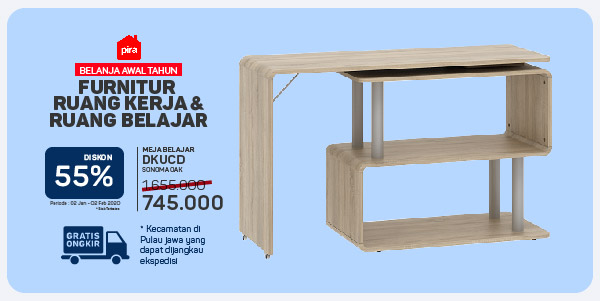 pira
BELANJA AWAL TAHUN
FURNITUR
RUANG KERJA &
RUANG BELAJAR
DISKON
55%
Periode : 02 Jan - 02 Feb 2020
MEJA BELAJAR
DKUCD
SONOMA OAK
1.655.000
745.000
GRATIS
ONGKIR
* Kecamatan di
Pulau jawa yang
dapat dijangkau
ekspedisi